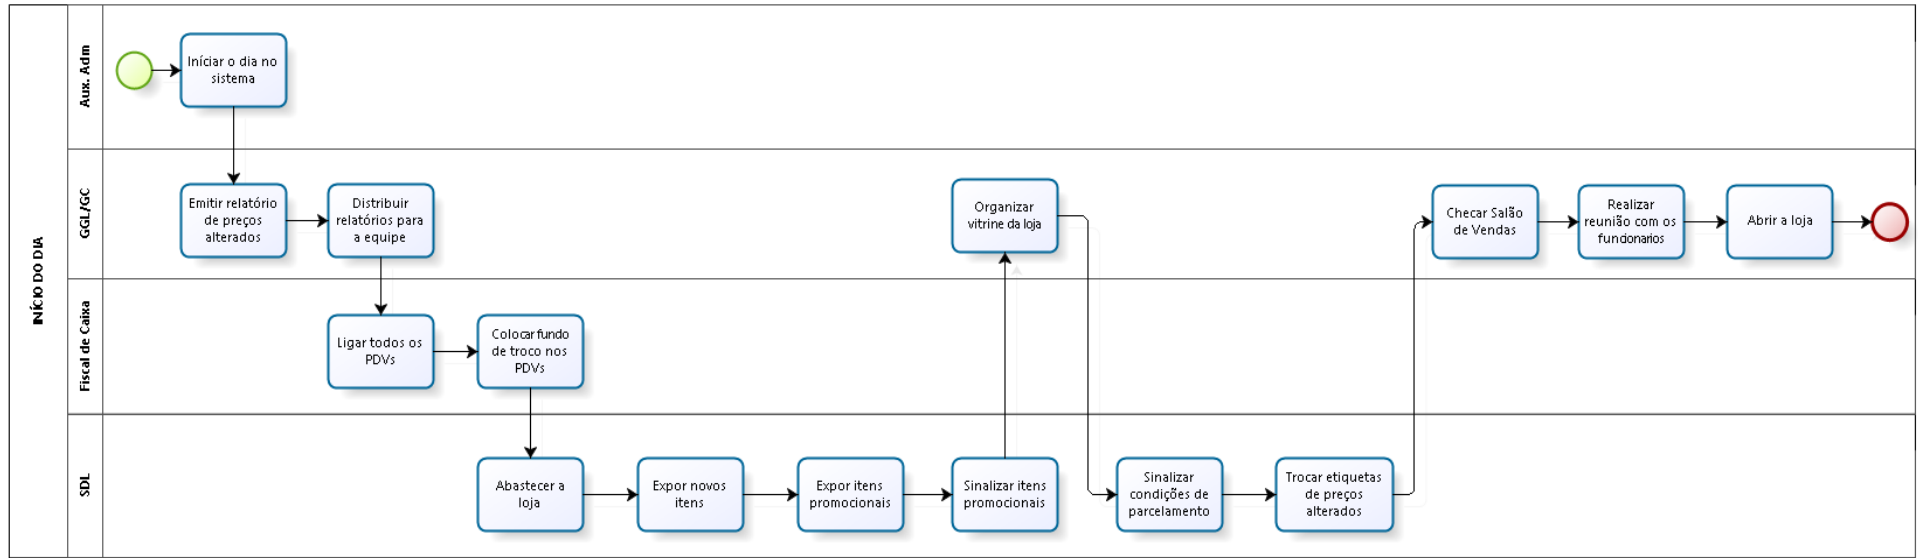 INÍCIO DO DIA
Aux. Adm
Iníciar o dia no
sistema
GGL/GC
Emitir relatório
de preços
alterados
Distribuir
relatórios para
a equipe
Organizar
vitrine da loja
Checar Salão
de Vendas
Realizar
reunião com os
fundonarios
Abrir a loja
Fiscal de Caixa
Ligar todos os
PDVs
Colocar fundo
de troco nos
PDVs
SDL
Abastecer a
loja
Expor novos
itens
Expor itens
promocionais
Sinalizar itens
promocionais
Sinalizar
condições de
parcelamento
Trocar etiquetas
de preços
alterados